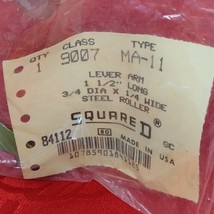 QTY CLASS TYPE
1 9007 MA-11
LEVER ARM
1 1/2" LONG
3/4 DIA X 1/4 WIDE
STEEL ROLLER
SQUARE D
84112 MADE IN USA